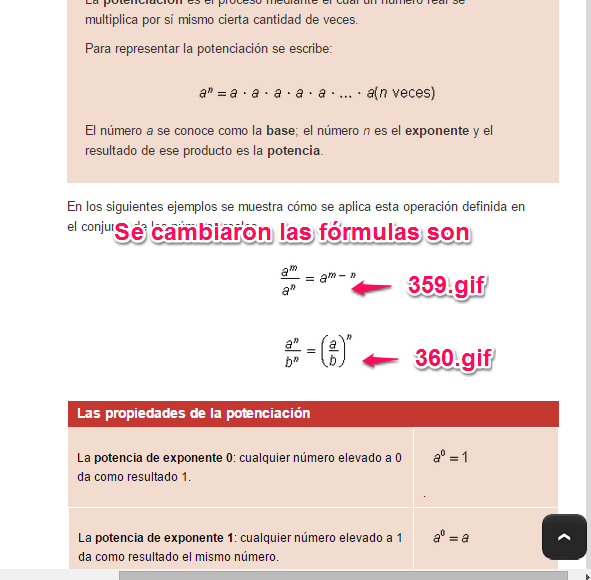 La potenciación es el proceso mediante el cual un número real se
multiplica por sí mismo cierta cantidad de veces.
Para representar la potenciación se escribe:
aⁿ = a · a · a · a · a · ... · a(n veces)
El número a se conoce como la base; el número n es el exponente y el
resultado de ese producto es la potencia.
En los siguientes ejemplos se muestra cómo se aplica esta operación definida en
el conjunto de los números reales
Se cambiaron las fórmulas son
aᵐ/aⁿ = aᵐ⁻ⁿ
359.gif
aⁿ/bⁿ = (a/b)ⁿ
360.gif
Las propiedades de la potenciación
La potencia de exponente 0: cualquier número elevado a 0
da como resultado 1.
a⁰ = 1
.
La potencia de exponente 1: cualquier número elevado a 1
da como resultado el mismo número.
a⁰ = a